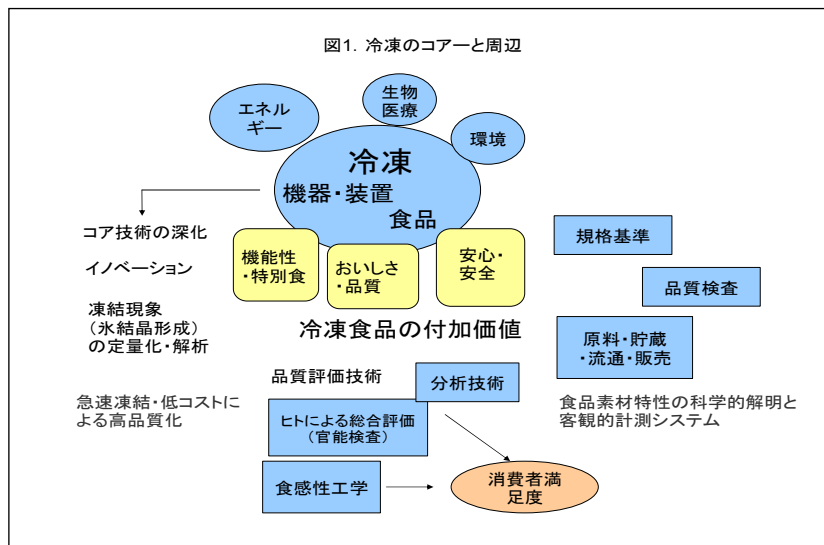 図1. 冷凍のコアーと周辺
エネル
ギー
生物
医療
環境
冷凍
機器・装置
食品
コア技術の深化
イノベーション
凍結現象
（氷結晶形成）
の定量化・解析
機能性
・特別食
おいしさ
・品質
安心・
安全
規格基準
品質検査
原料・貯蔵
・流通・販売
冷凍食品の付加価値
品質評価技術
分析技術
急速凍結・低コストに
よる高品質化
ヒトによる総合評価
（官能検査）
食品素材特性の科学的解明と
客観的計測システム
食感性工学
消費者満
足度